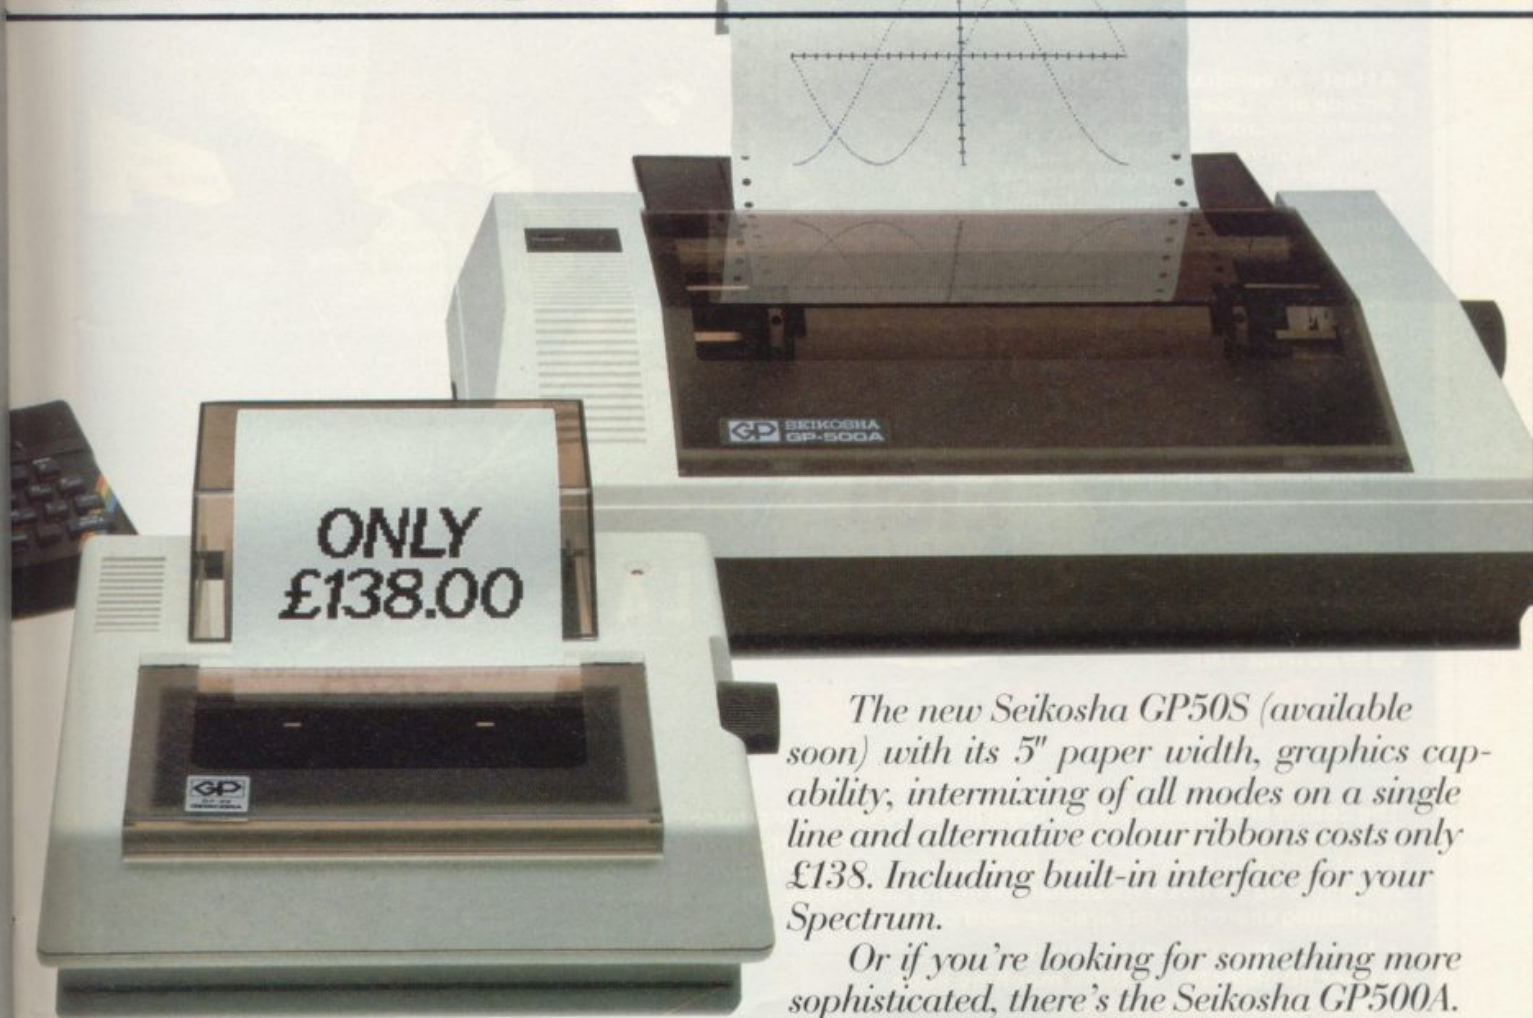 SEIKOSHA
GP-500A
ONLY
£138.00
GP
SEIKOSHA
The new Seikosha GP50S (available
soon) with its 5" paper width, graphics cap-
ability, intermixing of all modes on a single
line and alternative colour ribbons costs only
£138. Including built-in interface for your
Spectrum.
Or if you're looking for something more
sophisticated, there's the Seikosha GP500A.